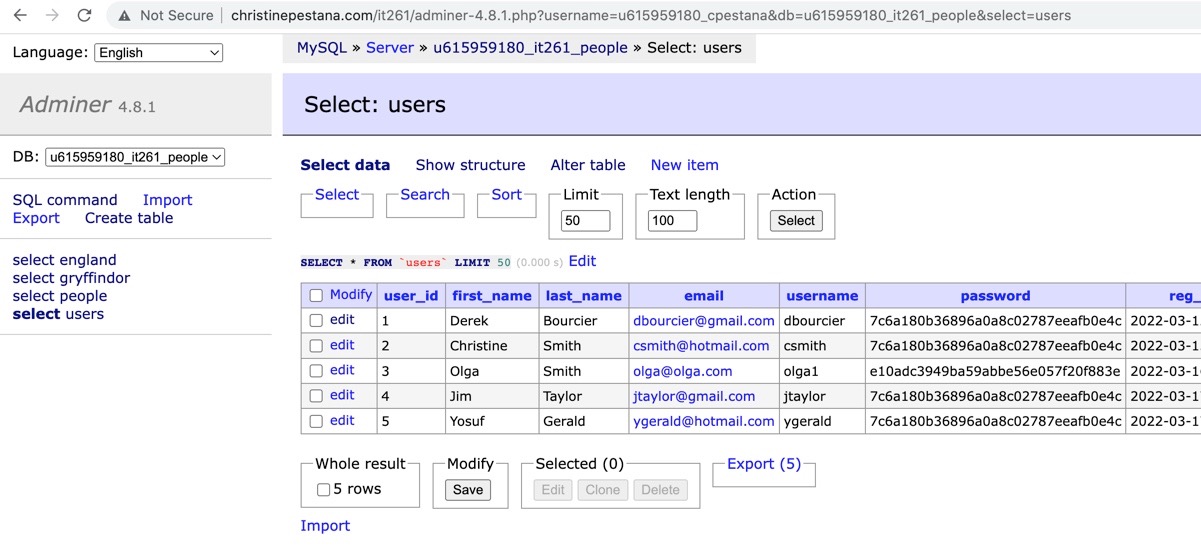 Not Secure | christinepestana.com/it261/adminer-4.8.1.php?username=u615959180_cpestana&db=u615959180_it261_people&select=users
Language: English
MySQL » Server » u615959180_it261_people » Select: users
Adminer 4.8.1
Select: users
DB: u615959180_it261_people
Select data Show structure Alter table New item
SQL command Import
Export Create table
Select Search Sort Limit Text length Action
50 100 Select
select england
select gryffindor
select people
select users
SELECT * FROM `users` LIMIT 50 (0.000 s) Edit
Modify user_id first_name last_name email username password reg_
edit 1 Derek Bourcier dbourcier@gmail.com dbourcier 7c6a180b36896a0a8c02787eeafb0e4c 2022-03-1
edit 2 Christine Smith csmith@hotmail.com csmith 7c6a180b36896a0a8c02787eeafb0e4c 2022-03-1
edit 3 Olga Smith olga@olga.com olga1 e10adc3949ba59abbe56e057f20f883e 2022-03-1
edit 4 Jim Taylor jtaylor@gmail.com jtaylor 7c6a180b36896a0a8c02787eeafb0e4c 2022-03-1
edit 5 Yosuf Gerald ygerald@hotmail.com ygerald 7c6a180b36896a0a8c02787eeafb0e4c 2022-03-1
Whole result Modify Selected (0) Export (5)
5 rows Save Edit Clone Delete
Import